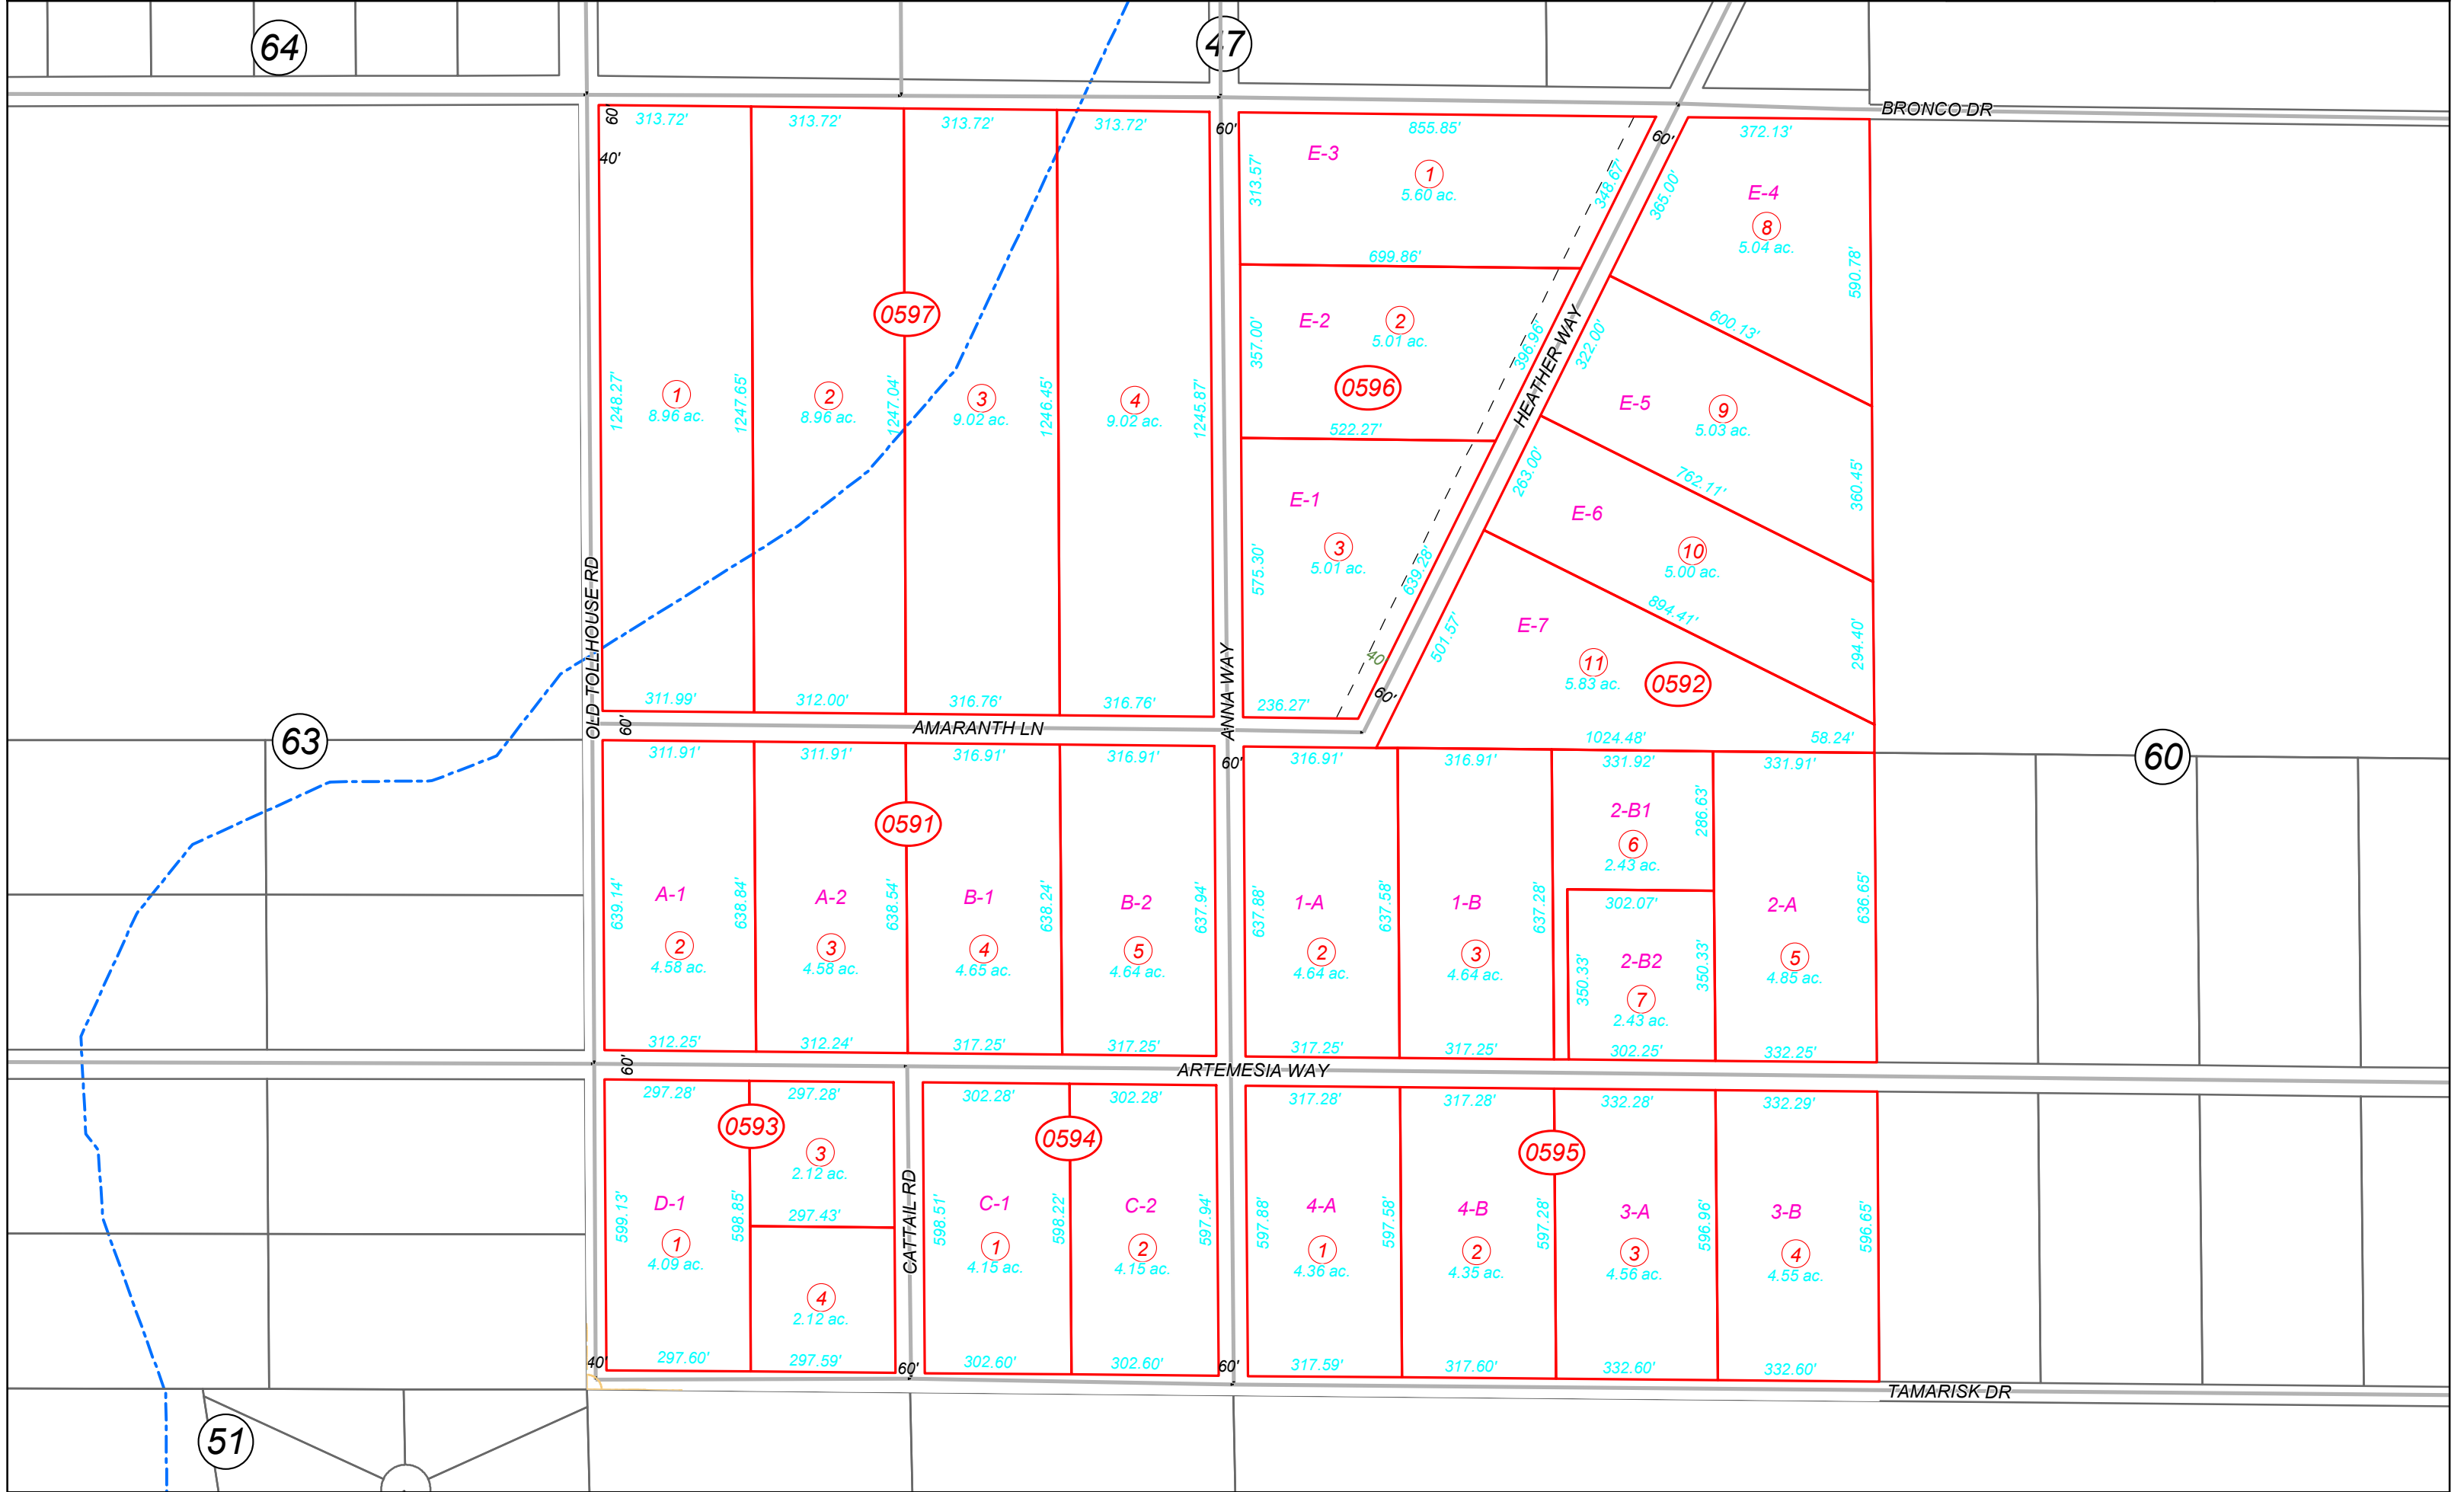 64
47
BRONCO DR
60
40'
313.72'
313.72'
313.72'
313.72'
60'
855.85'
60'
372.13'
E-3
1
5.60 ac.
313.57'
348.67'
365.00'
E-4
8
5.04 ac.
590.78'
699.86'
0597
E-2
2
5.01 ac.
357.00'
396.96'
322.00'
HEATHER WAY
600.13'
0596
1248.27'
1
8.96 ac.
1247.65'
2
8.96 ac.
1247.04'
3
9.02 ac.
1246.45'
4
9.02 ac.
1245.87'
522.27'
E-5
9
5.03 ac.
360.45'
263.00'
762.11'
E-1
3
5.01 ac.
575.30'
639.28'
E-6
10
5.00 ac.
894.41'
294.40'
501.57'
E-7
11
5.83 ac.
0592
OLD TOLLHOUSE RD
ANNA WAY
40'
60'
311.99'
312.00'
316.76'
316.76'
236.27'
60'
AMARANTH LN
1024.48'
58.24'
63
60
311.91'
311.91'
316.91'
316.91'
60'
316.91'
316.91'
331.92'
331.91'
0591
2-B1
6
2.43 ac.
286.63'
639.14'
A-1
2
4.58 ac.
638.84'
A-2
3
4.58 ac.
638.54'
B-1
4
4.65 ac.
638.24'
B-2
5
4.64 ac.
637.94'
637.88'
1-A
2
4.64 ac.
637.58'
1-B
3
4.64 ac.
637.28'
302.07'
2-B2
7
2.43 ac.
350.33'
350.33'
2-A
5
4.85 ac.
636.65'
312.25'
312.24'
317.25'
317.25'
317.25'
317.25'
302.25'
332.25'
60'
ARTEMESIA WAY
297.28'
297.28'
302.28'
302.28'
317.28'
317.28'
332.28'
332.29'
0593
0594
0595
3
2.12 ac.
297.43'
599.13'
D-1
1
4.09 ac.
598.85'
CATTAIL RD
598.51'
C-1
1
4.15 ac.
598.22'
C-2
2
4.15 ac.
597.94'
597.88'
4-A
1
4.36 ac.
597.58'
4-B
2
4.35 ac.
597.28'
3-A
3
4.56 ac.
596.96'
3-B
4
4.55 ac.
596.65'
4
2.12 ac.
40'
297.60'
297.59'
60'
302.60'
302.60'
60'
317.59'
317.60'
332.60'
332.60'
TAMARISK DR
51